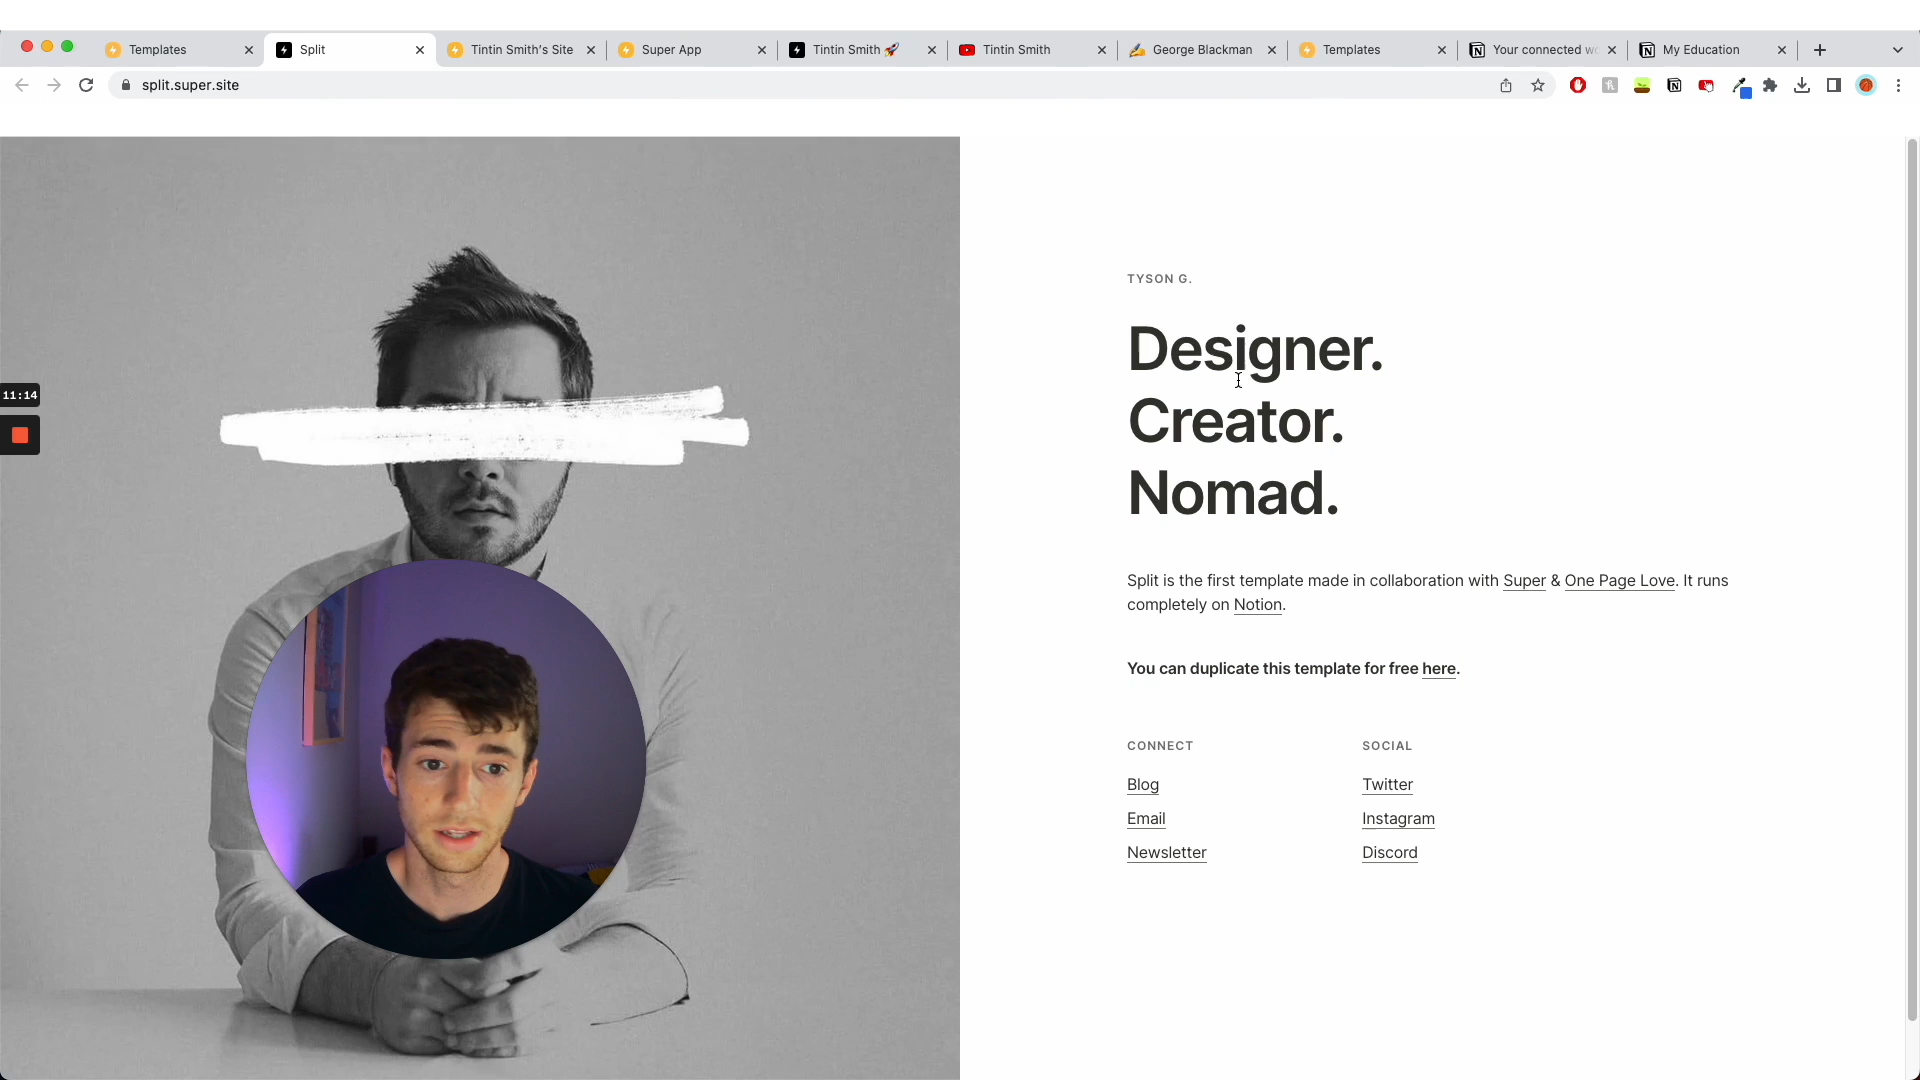 Templates
Split
Tintin Smith's Site
Super App
Tintin Smith 🚀
Tintin Smith
George Blackman
Templates
Your connected wo
My Education
split.super.site
11:14
TYSON G.
Designer.
Creator.
Nomad.
Split is the first template made in collaboration with Super & One Page Love. It runs
completely on Notion.
You can duplicate this template for free here.
CONNECT
Blog
Email
Newsletter
SOCIAL
Twitter
Instagram
Discord